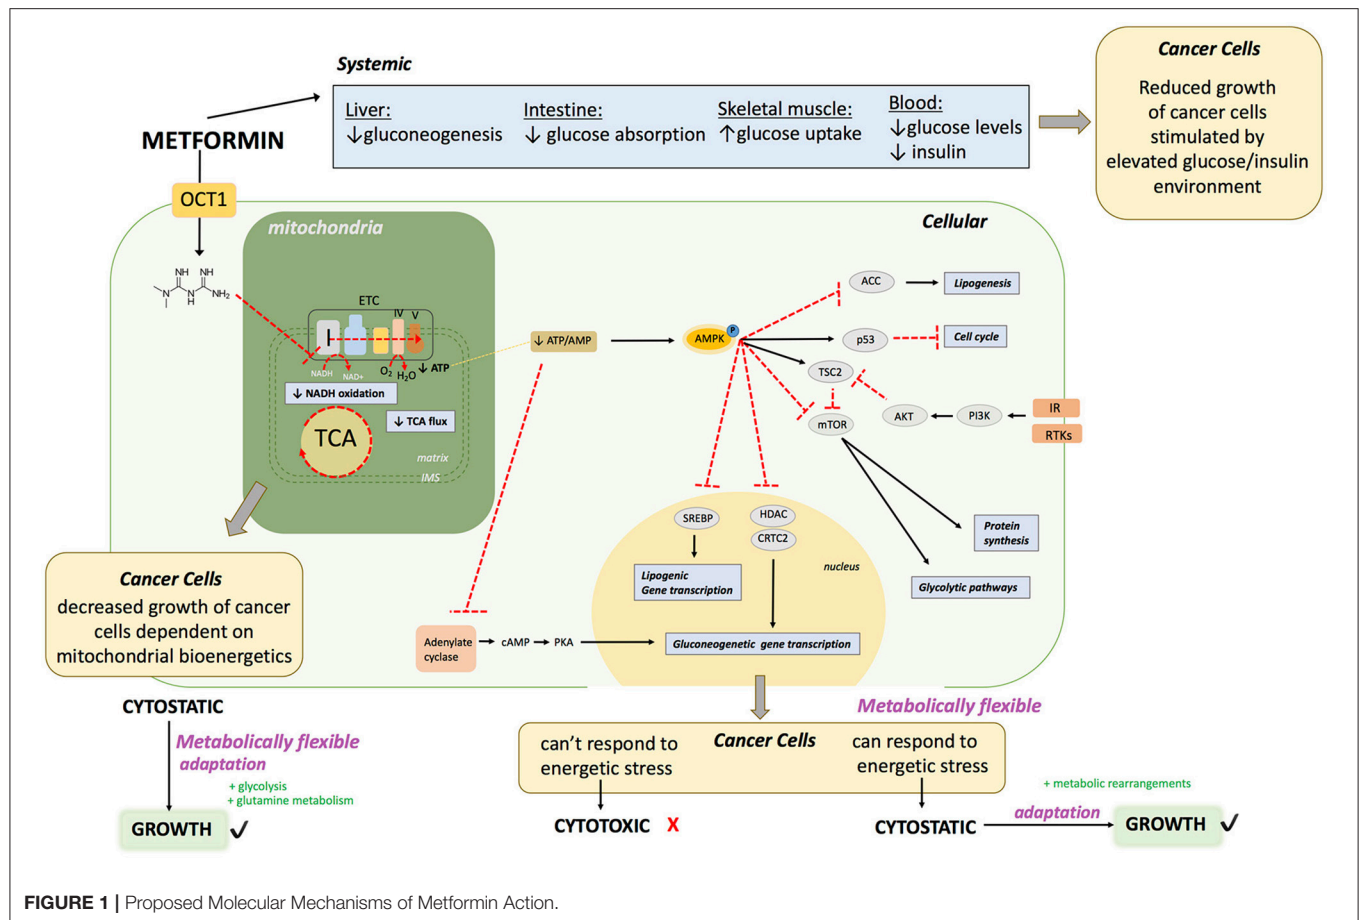 Systemic
METFORMIN
Liver:
↓gluconeogenesis
Intestine:
↓ glucose absorption
Skeletal muscle:
↑glucose uptake
Blood:
↓glucose levels
↓ insulin
Cancer Cells
Reduced growth
of cancer cells
stimulated by
elevated glucose/insulin
environment
OCT1
Cellular
mitochondria
NH NH
N N NH2
H
ETC
I
IV
V
NADH
NAD+
O2
H2O
↓ ATP
↓ NADH oxidation
↓ TCA flux
TCA
matrix
IMS
↓ ATP/AMP
AMPK
P
ACC
Lipogenesis
p53
Cell cycle
TSC2
mTOR
AKT
PI3K
IR
RTKs
Protein
synthesis
Glycolytic pathways
SREBP
HDAC
CRTC2
nucleus
Lipogenic
Gene transcription
Gluconeogenetic gene transcription
Adenylate
cyclase
cAMP
PKA
Cancer Cells
decreased growth of cancer
cells dependent on
mitochondrial bioenergetics
CYTOSTATIC
Metabolically flexible
adaptation
+ glycolysis
+ glutamine metabolism
GROWTH ✓
Metabolically flexible
Cancer Cells
can't respond to
energetic stress
can respond to
energetic stress
CYTOTOXIC X
CYTOSTATIC
+ metabolic rearrangements
adaptation
GROWTH ✓
FIGURE 1 | Proposed Molecular Mechanisms of Metformin Action.